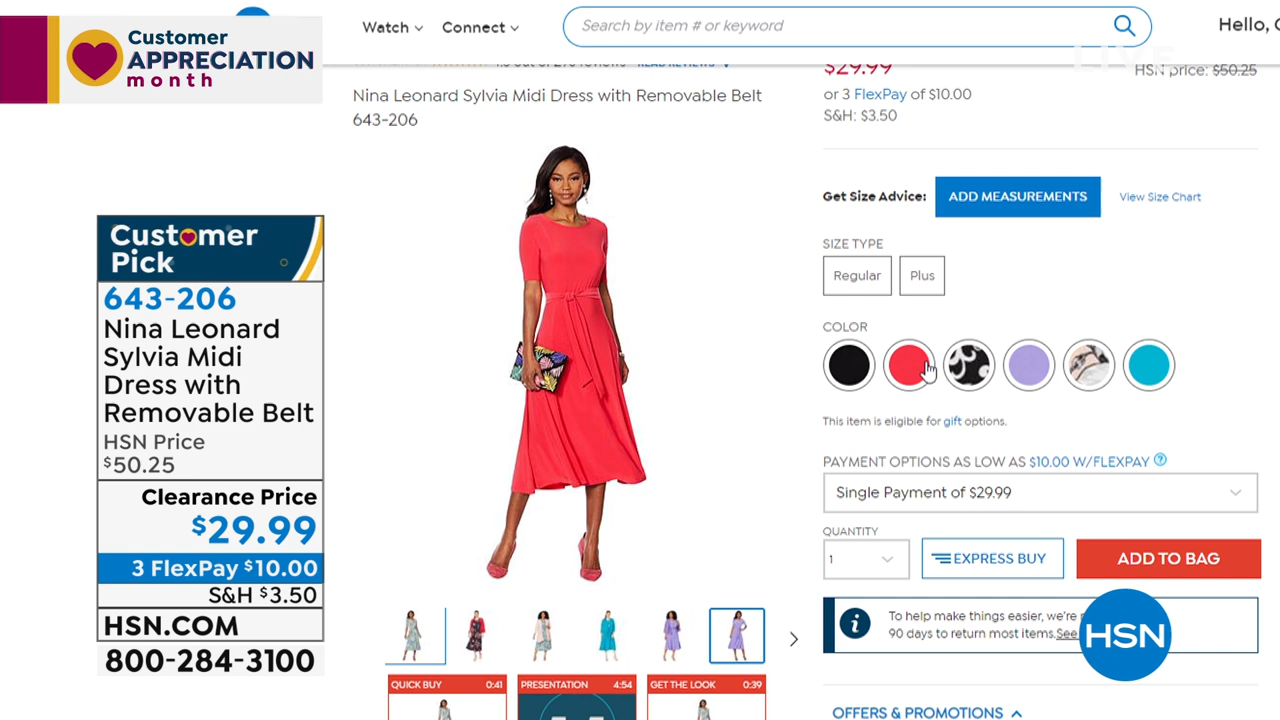 Customer
APPRECIATION
month
Watch
Connect
Search by item # or keyword
Hello,
LIVE
READ REVIEWS
Nina Leonard Sylvia Midi Dress with Removable Belt
643-206
$29.99
HSN price: $50.25
or 3 FlexPay of $10.00
S&H: $3.50
Get Size Advice:
ADD MEASUREMENTS
View Size Chart
SIZE TYPE
Regular
Plus
COLOR
This item is eligible for gift options.
PAYMENT OPTIONS AS LOW AS $10.00 W/FLEXPAY
Single Payment of $29.99
QUANTITY
1
EXPRESS BUY
ADD TO BAG
To help make things easier, we're
90 days to return most items. See
HSN
OFFERS & PROMOTIONS
Customer
Pick
643-206
Nina Leonard
Sylvia Midi
Dress with
Removable Belt
HSN Price
$50.25
Clearance Price
$29.99
3 FlexPay $10.00
S&H $3.50
HSN.COM
800-284-3100
QUICK BUY 0:41
PRESENTATION 4:54
GET THE LOOK 0:39